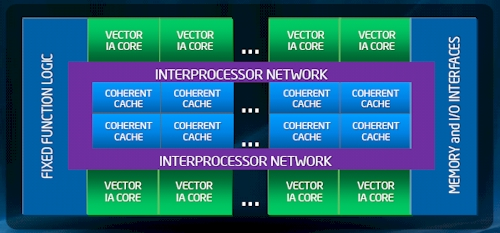 FIXED FUNCTION LOGIC
VECTOR IA CORE
VECTOR IA CORE
...
VECTOR IA CORE
VECTOR IA CORE
MEMORY and I/O INTERFACES
INTERPROCESSOR NETWORK
COHERENT CACHE
COHERENT CACHE
...
COHERENT CACHE
COHERENT CACHE
COHERENT CACHE
COHERENT CACHE
...
COHERENT CACHE
COHERENT CACHE
INTERPROCESSOR NETWORK
VECTOR IA CORE
VECTOR IA CORE
...
VECTOR IA CORE
VECTOR IA CORE